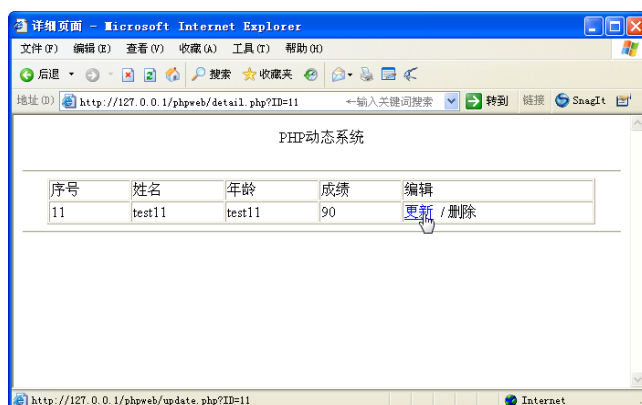 详细页面 - Microsoft Internet Explorer
文件(F) 编辑(E) 查看(V) 收藏(A) 工具(T) 帮助(H)
后退 搜索 收藏夹
地址(D) http://127.0.0.1/phpweb/detail.php?ID=11 ←输入关键词搜索 转到 链接 SnagIt
PHP动态系统
序号 姓名 年龄 成绩 编辑
11 test11 test11 90 更新 / 删除
http://127.0.0.1/phpweb/update.php?ID=11 Internet